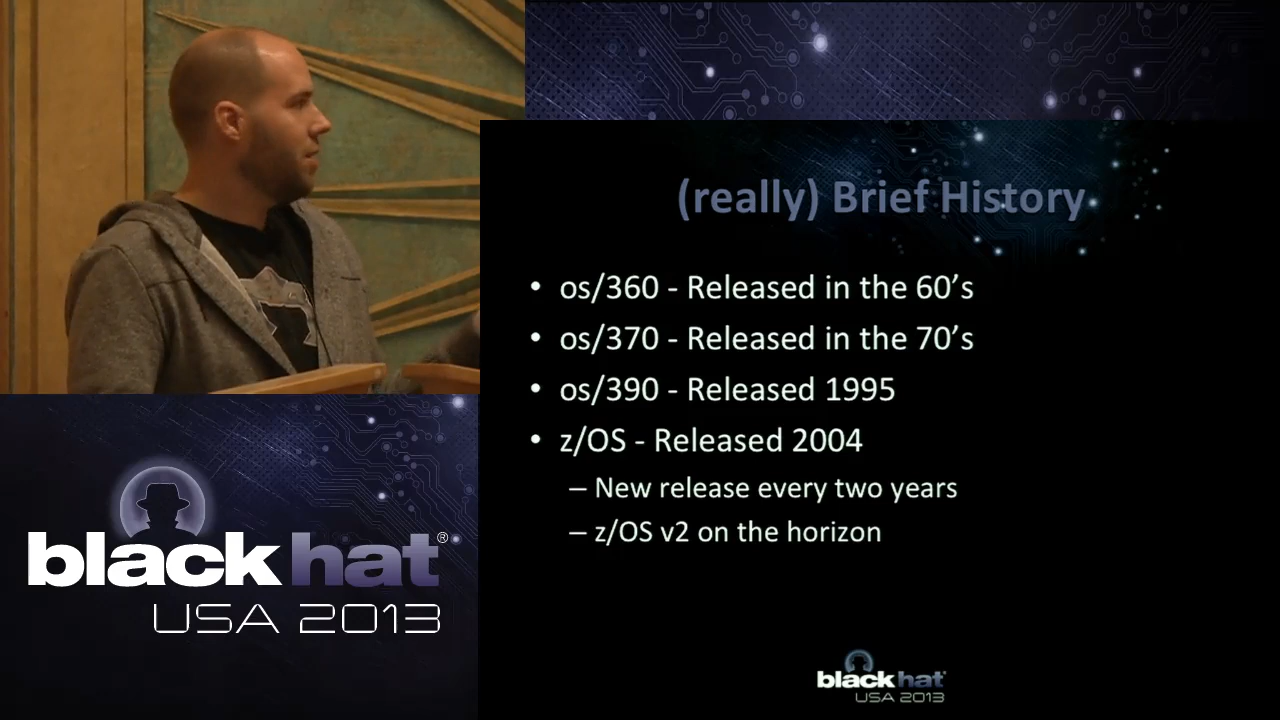 (really) Brief History
• os/360 - Released in the 60's
• os/370 - Released in the 70's
• os/390 - Released 1995
• z/OS - Released 2004
– New release every two years
– z/OS v2 on the horizon
black hat®
USA 2013
black hat
USA 2013